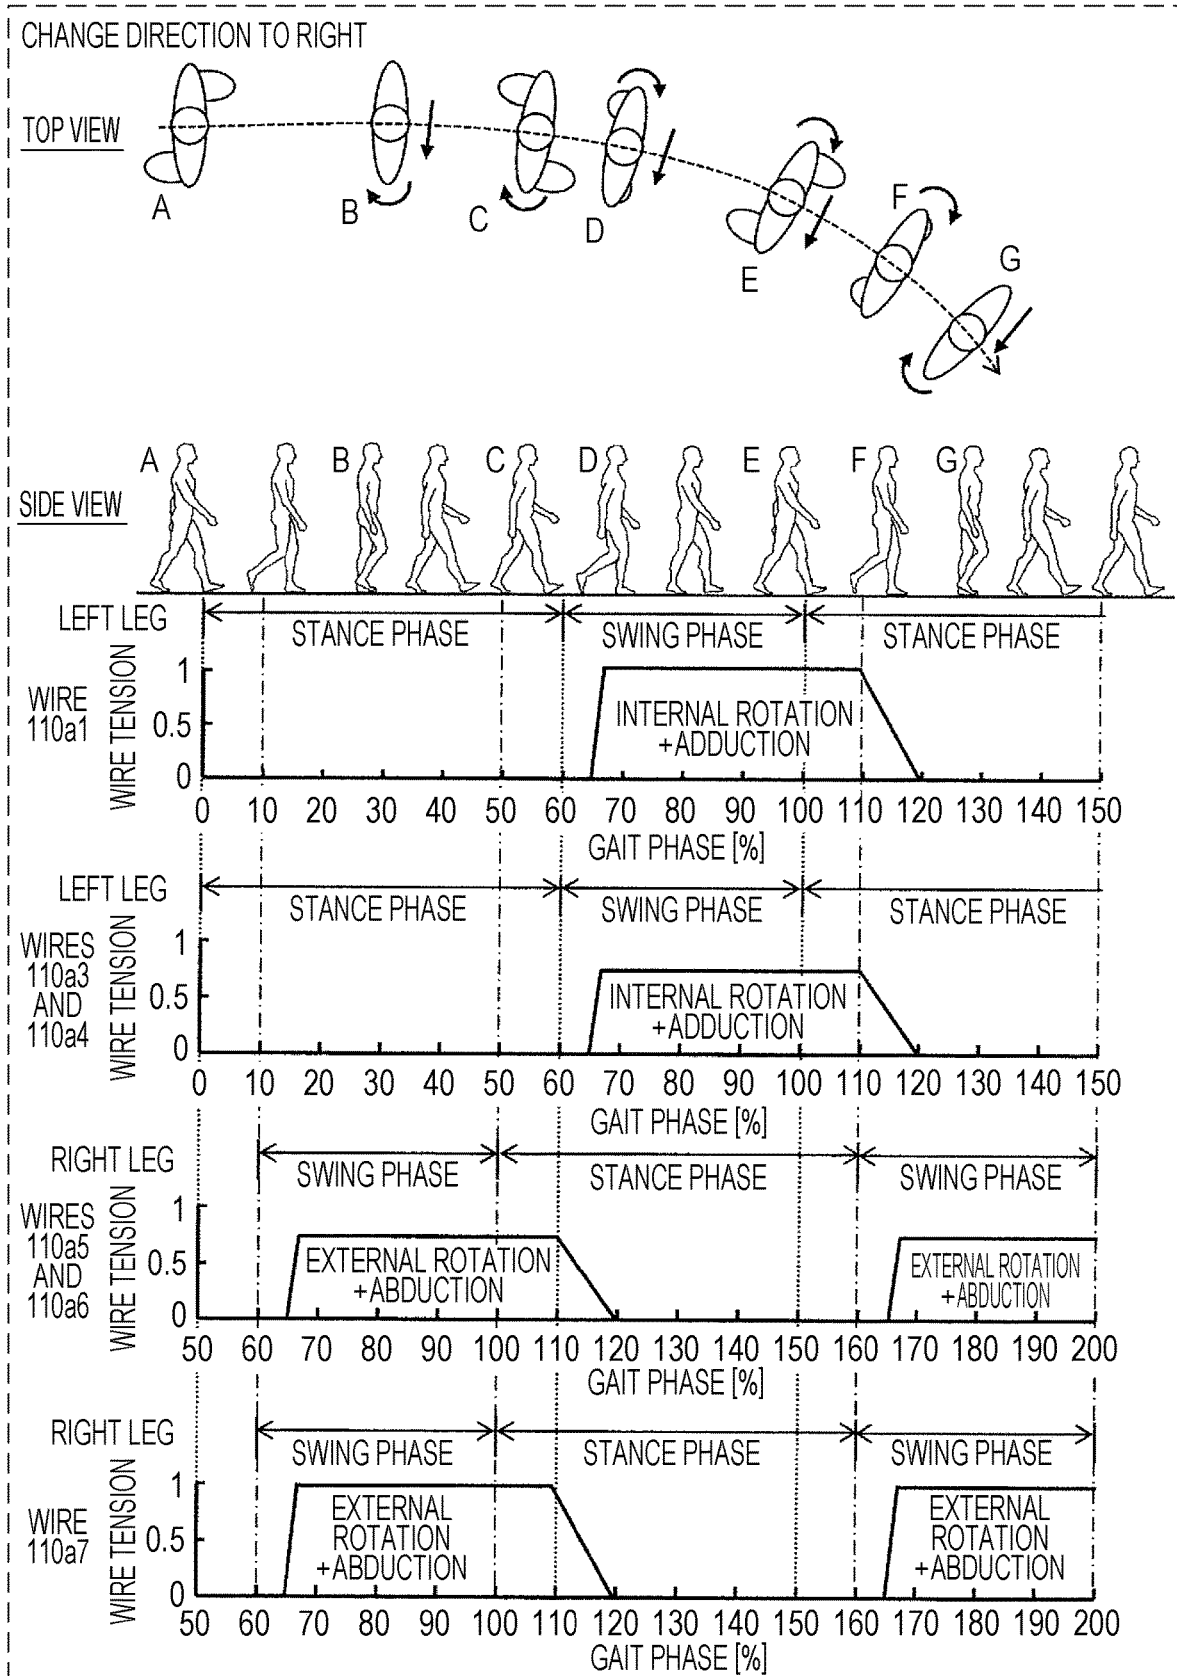 CHANGE DIRECTION TO RIGHT
TOP VIEW
A
B
C
D
E
F
G
A B C D E F G
SIDE VIEW
LEFT LEG
STANCE PHASE SWING PHASE STANCE PHASE
WIRE
110a1
WIRE TENSION
1
0.5
0
INTERNAL ROTATION
+ADDUCTION
0 10 20 30 40 50 60 70 80 90 100 110 120 130 140 150
GAIT PHASE [%]
LEFT LEG
STANCE PHASE SWING PHASE STANCE PHASE
WIRES
110a3
AND
110a4
WIRE TENSION
1
0.5
0
INTERNAL ROTATION
+ADDUCTION
0 10 20 30 40 50 60 70 80 90 100 110 120 130 140 150
GAIT PHASE [%]
RIGHT LEG
SWING PHASE STANCE PHASE SWING PHASE
WIRES
110a5
AND
110a6
WIRE TENSION
1
0.5
0
EXTERNAL ROTATION
+ABDUCTION
EXTERNAL ROTATION
+ABDUCTION
50 60 70 80 90 100 110 120 130 140 150 160 170 180 190 200
GAIT PHASE [%]
RIGHT LEG
SWING PHASE STANCE PHASE SWING PHASE
WIRE
110a7
WIRE TENSION
1
0.5
0
EXTERNAL
ROTATION
+ABDUCTION
EXTERNAL
ROTATION
+ABDUCTION
50 60 70 80 90 100 110 120 130 140 150 160 170 180 190 200
GAIT PHASE [%]